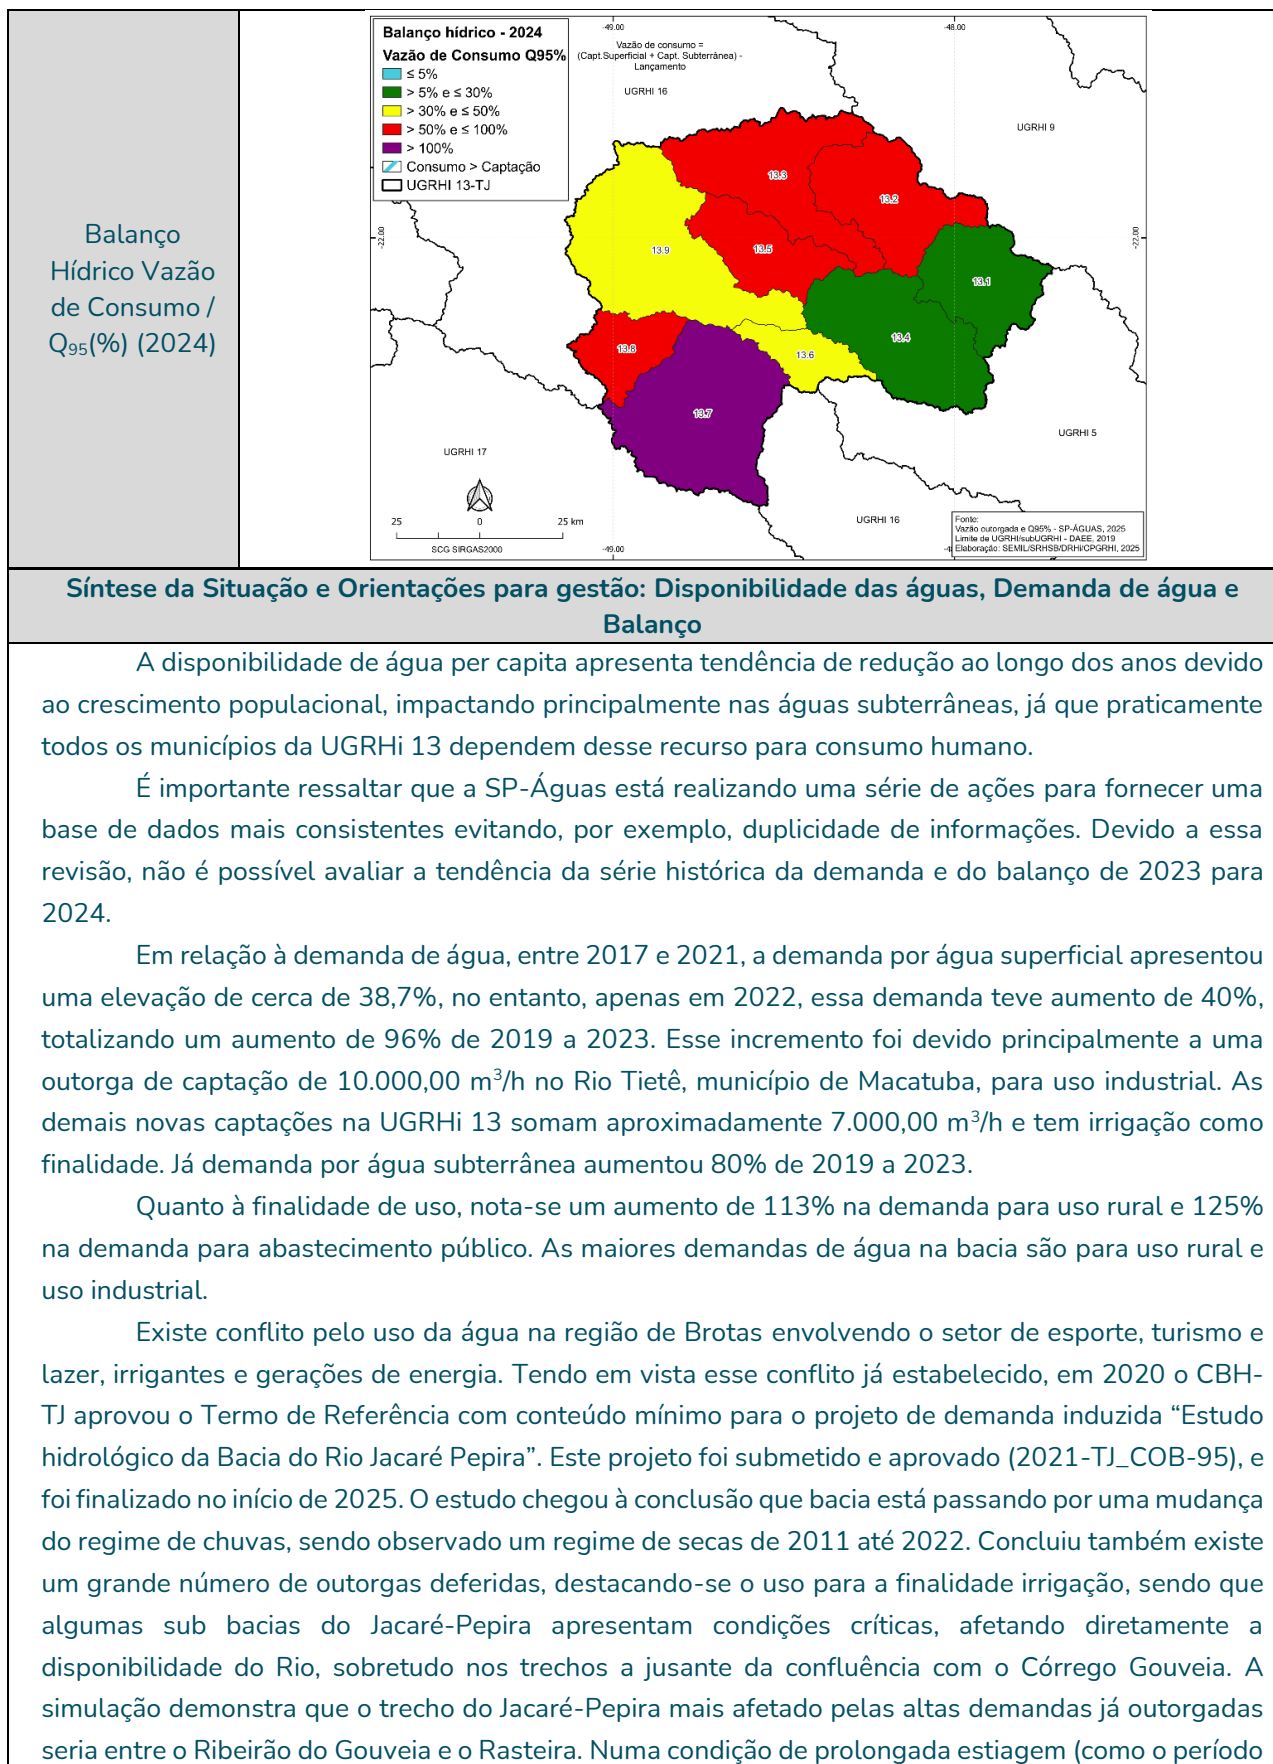 Balanço
Hídrico Vazão
de Consumo /
Q₉₅(%) (2024)
Balanço hídrico - 2024
Vazão de Consumo Q95%
≤ 5%
> 5% e ≤ 30%
> 30% e ≤ 50%
> 50% e ≤ 100%
> 100%
Consumo > Captação
UGRHI 13-TJ
-49.00
-48.00
Vazão de consumo =
(Capt.Superficial + Capt. Subterrânea) -
Lançamento
UGRHI 16
UGRHI 9
13.3
13.2
-22.00
-22.00
13.9
13.5
13.1
13.4
13.8
13.6
13.7
UGRHI 5
UGRHI 17
UGRHI 16
25
0
25 km
SCG SIRGAS2000
-49.00
Fonte:
Vazão outorgada e Q95% - SP-ÁGUAS, 2025
Limite de UGRHI/subUGRHI - DAEE, 2019
Elaboração: SEMIL/SRHSB/DRHI/CPGRHI, 2025
Síntese da Situação e Orientações para gestão: Disponibilidade das águas, Demanda de água e
Balanço
A disponibilidade de água per capita apresenta tendência de redução ao longo dos anos devido
ao crescimento populacional, impactando principalmente nas águas subterrâneas, já que praticamente
todos os municípios da UGRHi 13 dependem desse recurso para consumo humano.
É importante ressaltar que a SP-Águas está realizando uma série de ações para fornecer uma
base de dados mais consistentes evitando, por exemplo, duplicidade de informações. Devido a essa
revisão, não é possível avaliar a tendência da série histórica da demanda e do balanço de 2023 para
2024.
Em relação à demanda de água, entre 2017 e 2021, a demanda por água superficial apresentou
uma elevação de cerca de 38,7%, no entanto, apenas em 2022, essa demanda teve aumento de 40%,
totalizando um aumento de 96% de 2019 a 2023. Esse incremento foi devido principalmente a uma
outorga de captação de 10.000,00 m³/h no Rio Tietê, município de Macatuba, para uso industrial. As
demais novas captações na UGRHi 13 somam aproximadamente 7.000,00 m³/h e tem irrigação como
finalidade. Já demanda por água subterrânea aumentou 80% de 2019 a 2023.
Quanto à finalidade de uso, nota-se um aumento de 113% na demanda para uso rural e 125%
na demanda para abastecimento público. As maiores demandas de água na bacia são para uso rural e
uso industrial.
Existe conflito pelo uso da água na região de Brotas envolvendo o setor de esporte, turismo e
lazer, irrigantes e gerações de energia. Tendo em vista esse conflito já estabelecido, em 2020 o CBH-
TJ aprovou o Termo de Referência com conteúdo mínimo para o projeto de demanda induzida “Estudo
hidrológico da Bacia do Rio Jacaré Pepira”. Este projeto foi submetido e aprovado (2021-TJ_COB-95), e
foi finalizado no início de 2025. O estudo chegou à conclusão que bacia está passando por uma mudança
do regime de chuvas, sendo observado um regime de secas de 2011 até 2022. Concluiu também existe
um grande número de outorgas deferidas, destacando-se o uso para a finalidade irrigação, sendo que
algumas sub bacias do Jacaré-Pepira apresentam condições críticas, afetando diretamente a
disponibilidade do Rio, sobretudo nos trechos a jusante da confluência com o Córrego Gouveia. A
simulação demonstra que o trecho do Jacaré-Pepira mais afetado pelas altas demandas já outorgadas
seria entre o Ribeirão do Gouveia e o Rasteira. Numa condição de prolongada estiagem (como o período